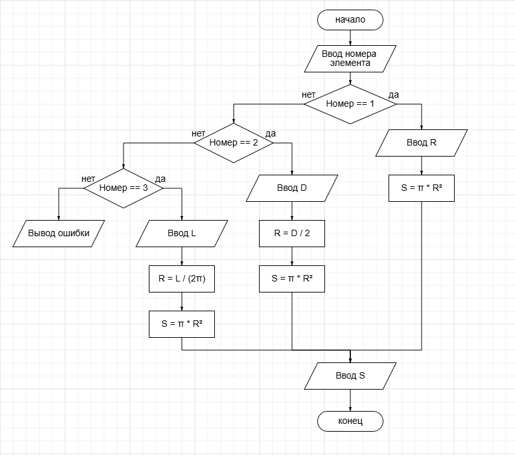 начало
Ввод номера
элемента
нет
да
Номер == 1
нет
да
Номер == 2
Ввод R
нет
да
Номер == 3
Ввод D
S = π * R²
Вывод ошибки
Ввод L
R = D / 2
R = L / (2π)
S = π * R²
S = π * R²
Ввод S
конец